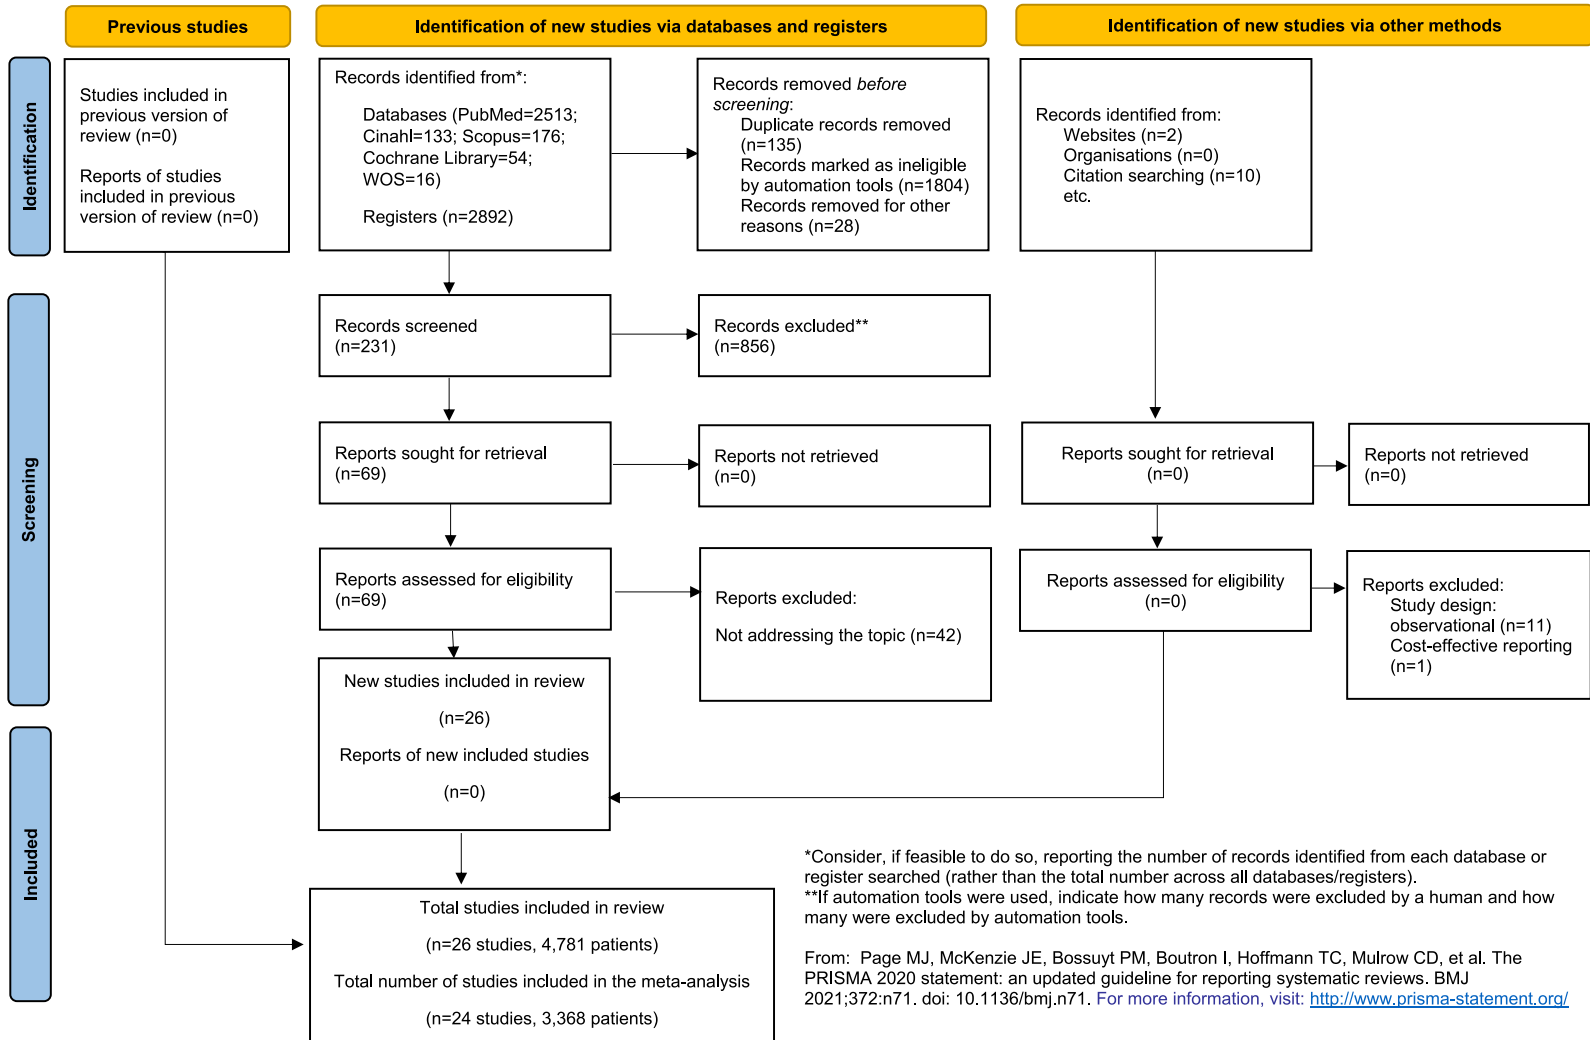 Previous studies
Identification of new studies via databases and registers
Identification of new studies via other methods
Identification
Studies included in
previous version of
review (n=0)
Reports of studies
included in previous
version of review (n=0)
Records identified from*:
Databases (PubMed=2513;
Cinahl=133; Scopus=176;
Cochrane Library=54;
WOS=16)
Registers (n=2892)
Records removed before
screening:
Duplicate records removed
(n=135)
Records marked as ineligible
by automation tools (n=1804)
Records removed for other
reasons (n=28)
Records identified from:
Websites (n=2)
Organisations (n=0)
Citation searching (n=10)
etc.
Screening
Records screened
(n=231)
Records excluded**
(n=856)
Reports sought for retrieval
(n=69)
Reports not retrieved
(n=0)
Reports sought for retrieval
(n=0)
Reports not retrieved
(n=0)
Reports assessed for eligibility
(n=69)
Reports excluded:
Not addressing the topic (n=42)
Reports assessed for eligibility
(n=0)
Reports excluded:
Study design:
observational (n=11)
Cost-effective reporting
(n=1)
Included
New studies included in review
(n=26)
Reports of new included studies
(n=0)
Total studies included in review
(n=26 studies, 4,781 patients)
Total number of studies included in the meta-analysis
(n=24 studies, 3,368 patients)
*Consider, if feasible to do so, reporting the number of records identified from each database or
register searched (rather than the total number across all databases/registers).
**If automation tools were used, indicate how many records were excluded by a human and how
many were excluded by automation tools.
From: Page MJ, McKenzie JE, Bossuyt PM, Boutron I, Hoffmann TC, Mulrow CD, et al. The
PRISMA 2020 statement: an updated guideline for reporting systematic reviews. BMJ
2021;372:n71. doi: 10.1136/bmj.n71. For more information, visit: http://www.prisma-statement.org/